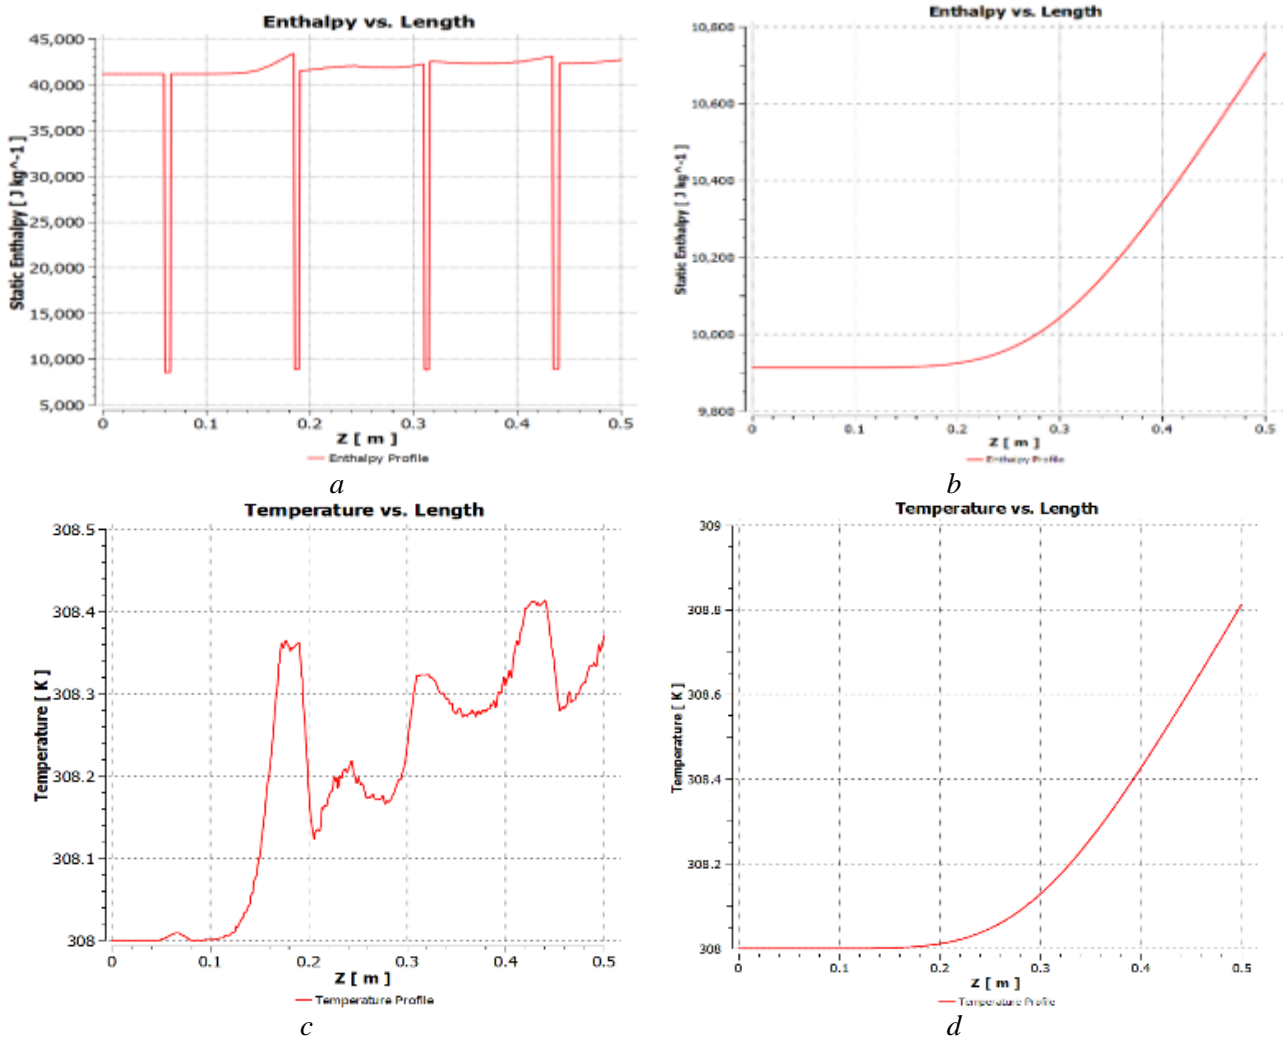 Enthalpy vs. Length
45,000
40,000
35,000
30,000
25,000
20,000
15,000
10,000
5,000
Static Enthalpy [ J kg^-1 ]
0 0.1 0.2 0.3 0.4 0.5
Z [ m ]
Enthalpy Profile
a
Enthalpy vs. Length
10,800
10,600
10,400
10,200
10,000
9,800
Static Enthalpy [ J kg^-1 ]
0 0.1 0.2 0.3 0.4 0.5
Z [ m ]
Enthalpy Profile
b
Temperature vs. Length
308.5
308.4
308.3
308.2
308.1
308
Temperature [ K ]
0 0.1 0.2 0.3 0.4 0.5
Z [ m ]
Temperature Profile
c
Temperature vs. Length
309
308.8
308.6
308.4
308.2
308
Temperature [ K ]
0 0.1 0.2 0.3 0.4 0.5
Z [ m ]
Temperature Profile
d